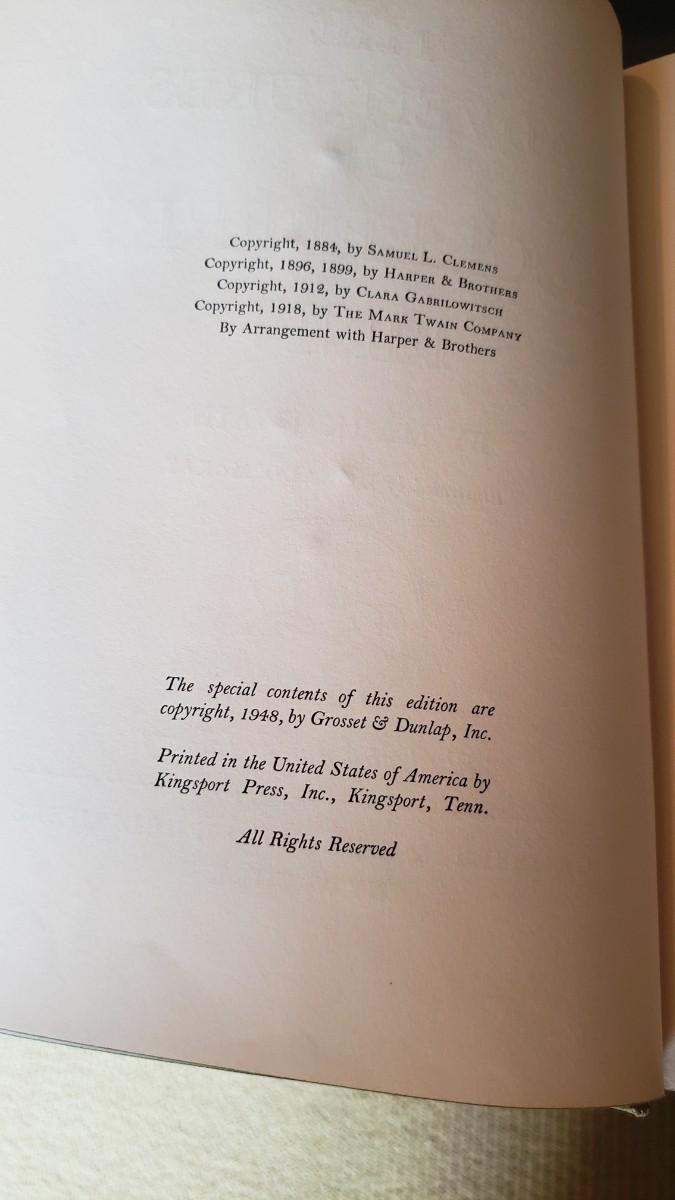 Copyright, 1884, by SAMUEL L. CLEMENS
Copyright, 1896, 1899, by HARPER & BROTHERS
Copyright, 1912, by CLARA GABRILOWITSCH
Copyright, 1918, by THE MARK TWAIN COMPANY
By Arrangement with Harper & Brothers
The special contents of this edition are
copyright, 1948, by Grosset & Dunlap, Inc.
Printed in the United States of America by
Kingsport Press, Inc., Kingsport, Tenn.
All Rights Reserved